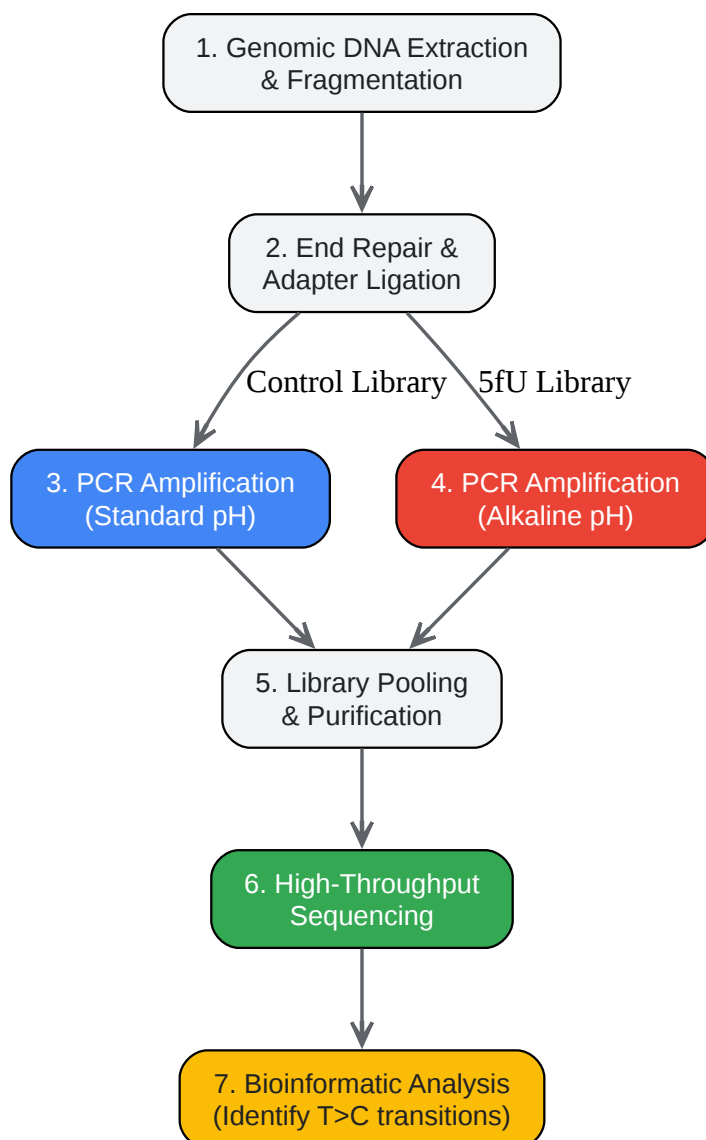 1. Genomic DNA Extraction
& Fragmentation
2. End Repair &
Adapter Ligation
Control Library
5fU Library
3. PCR Amplification
(Standard pH)
4. PCR Amplification
(Alkaline pH)
5. Library Pooling
& Purification
6. High-Throughput
Sequencing
7. Bioinformatic Analysis
(Identify T>C transitions)